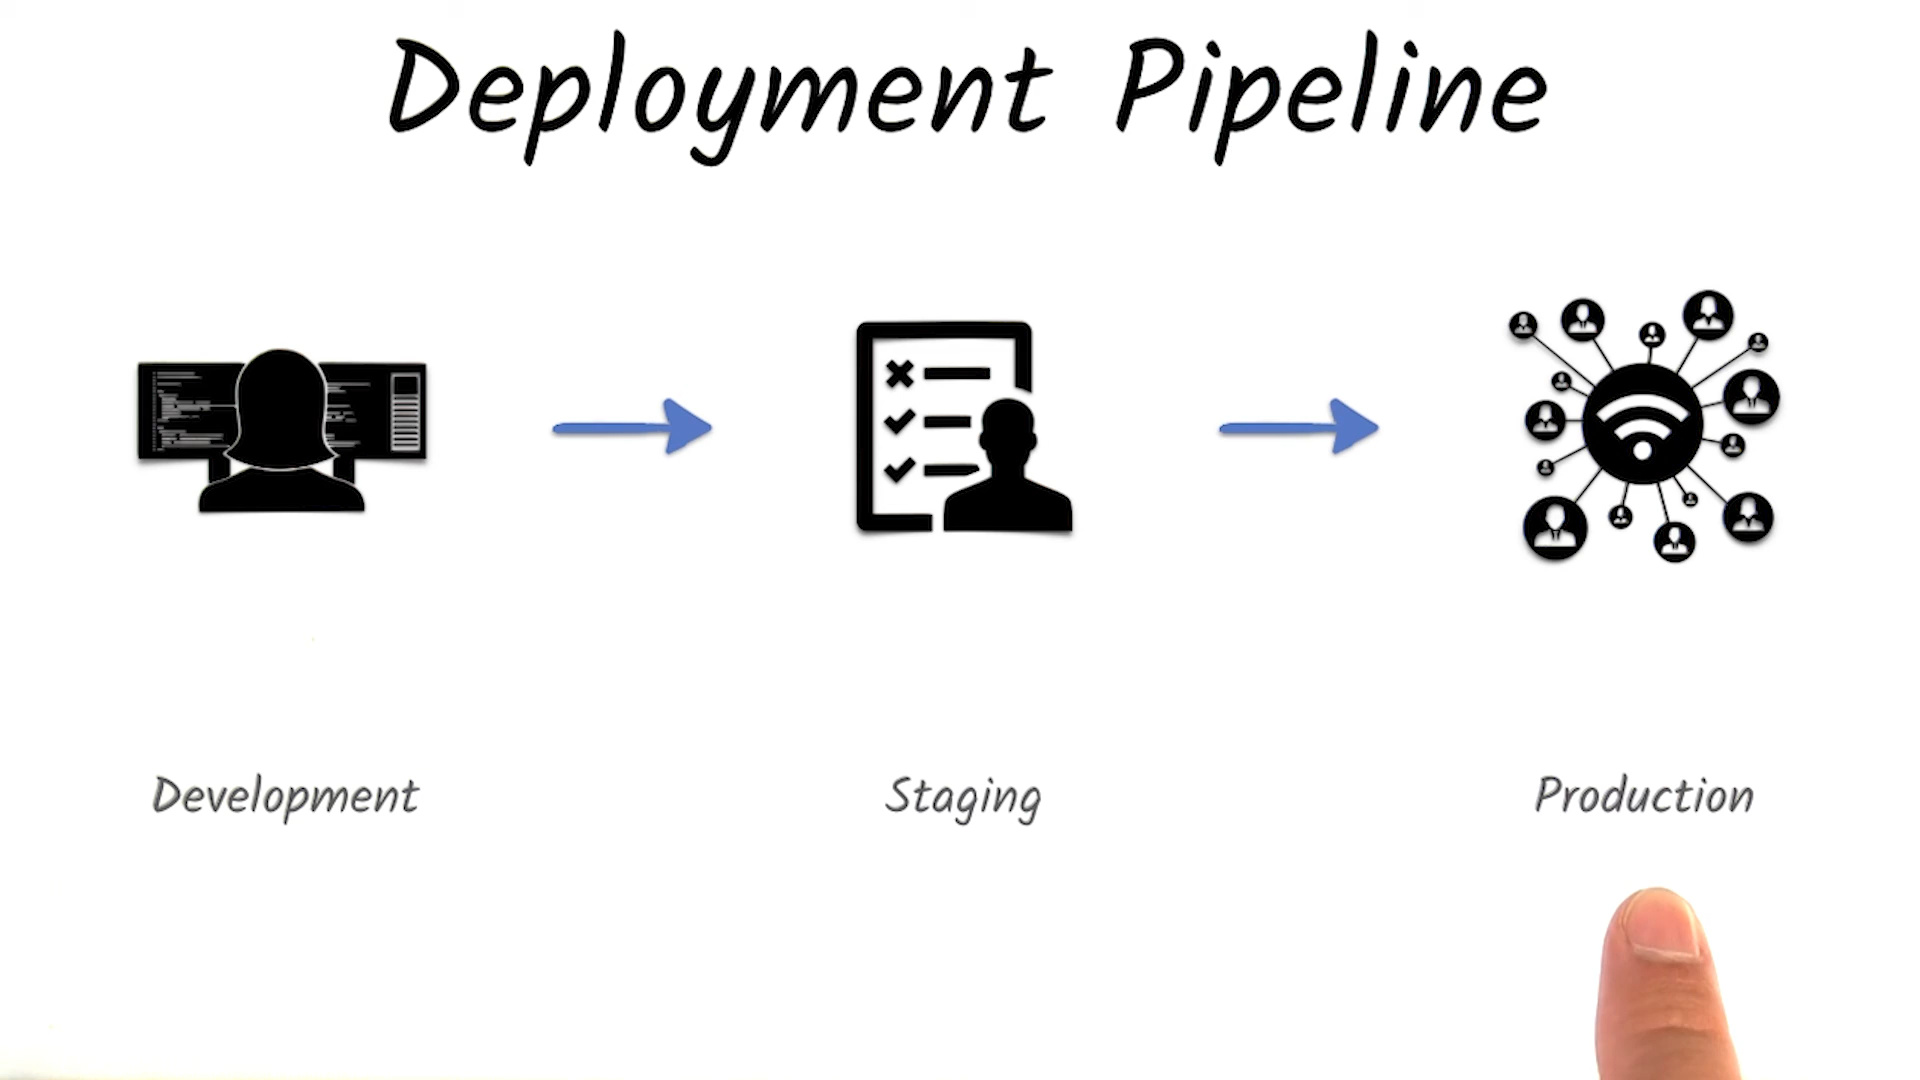 Deployment Pipeline
Development
Staging
Production